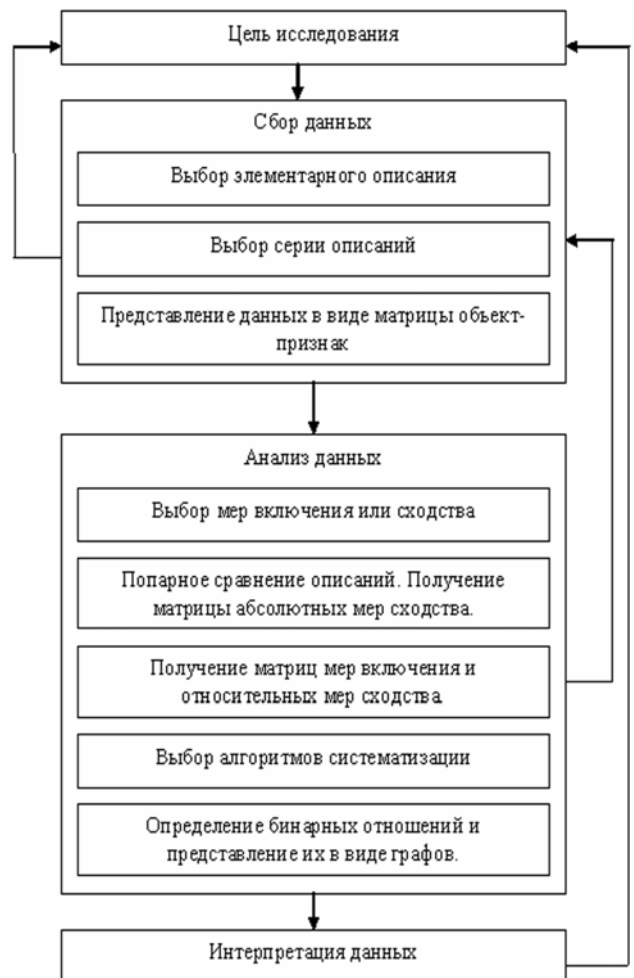 Цель исследования
Сбор данных
Выбор элементарного описания
Выбор серии описаний
Представление данных в виде матрицы объект-
признак
Анализ данных
Выбор мер включения или сходства
Попарное сравнение описаний. Получение
матрицы абсолютных мер сходства.
Получение матриц мер включения и
относительных мер сходства.
Выбор алгоритмов систематизации
Определение бинарных отношений и
представление их в виде графов.
Интерпретация данных